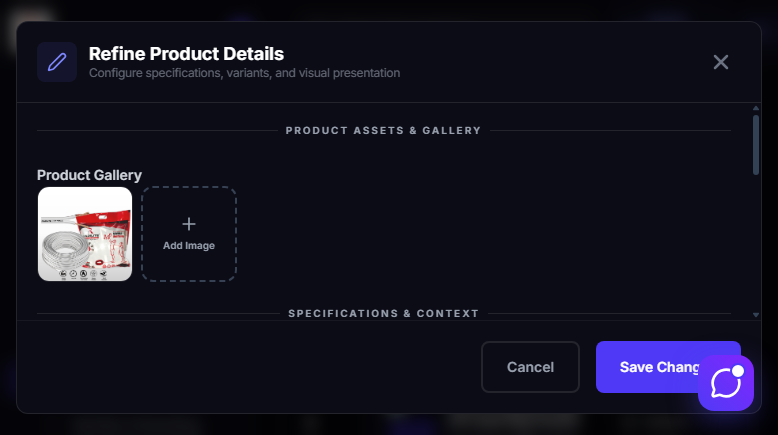 Refine Product Details
Configure specifications, variants, and visual presentation
PRODUCT ASSETS & GALLERY
Product Gallery
Add Image
SPECIFICATIONS & CONTEXT
Cancel
Save Chang